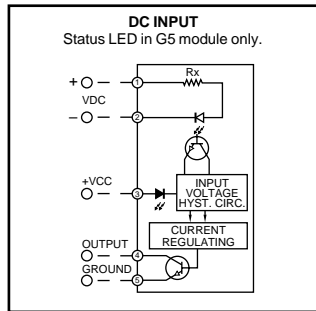 DC INPUT
Status LED in G5 module only.
Rx
+
1
VDC
–
2
INPUT
VOLTAGE
HYST. CIRC.
+VCC
3
CURRENT
REGULATING
OUTPUT
4
GROUND
5